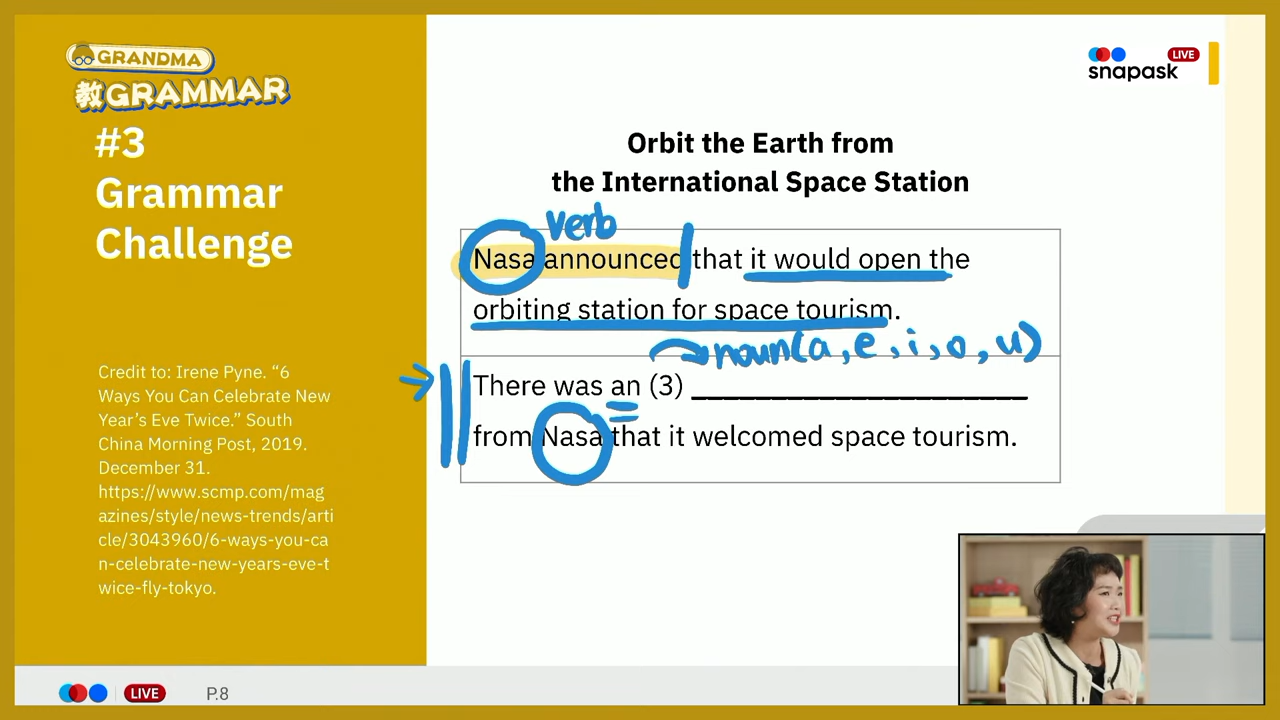 GRANDMA
教GRAMMAR
#3
Grammar
Challenge
Credit to: Irene Pyne. “6
Ways You Can Celebrate New
Year’s Eve Twice.” South
China Morning Post, 2019.
December 31.
https://www.scmp.com/mag
azines/style/news-trends/arti
cle/3043960/6-ways-you-ca
n-celebrate-new-years-eve-t
wice-fly-tokyo.
LIVE
snapask
Orbit the Earth from
the International Space Station
verb
Nasa announced that it would open the
orbiting station for space tourism.
noun(a, e, i, o, u)
There was an (3) ____________________
from Nasa that it welcomed space tourism.
LIVE
P.8